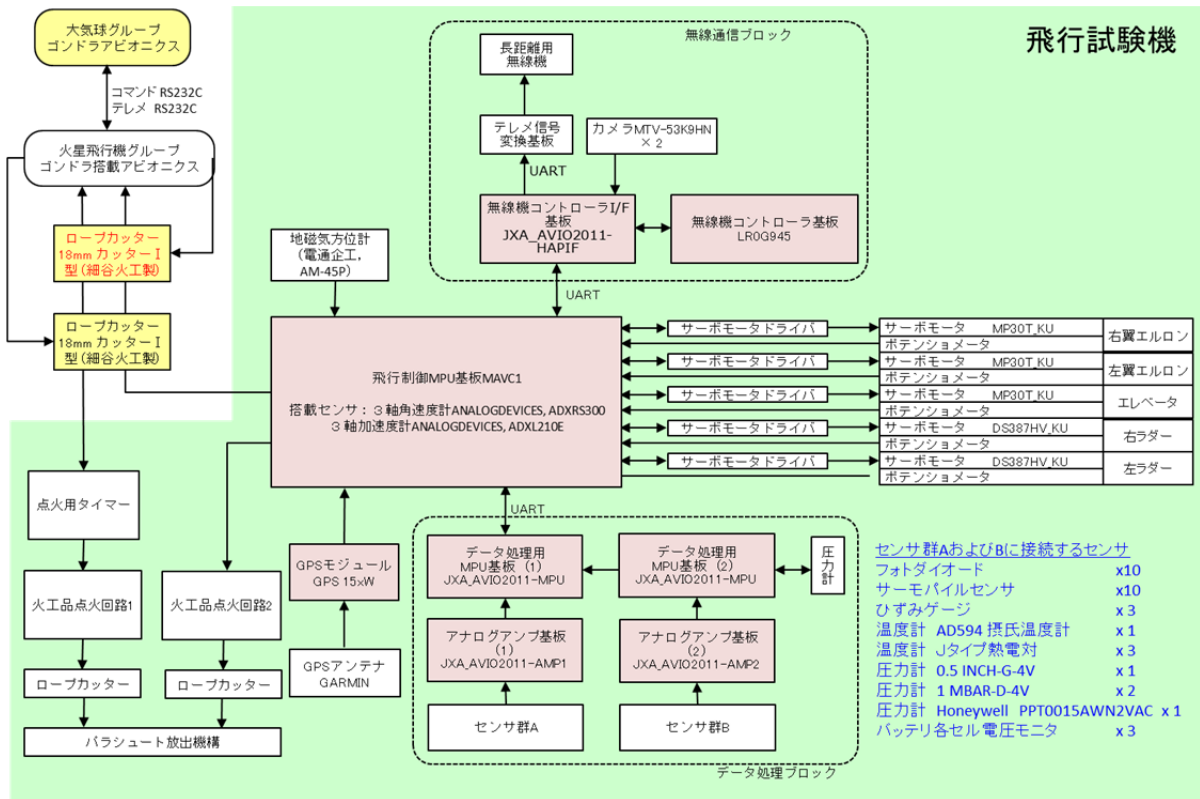 飛行試験機
大気球グループ
ゴンドラアビオニクス
コマンド RS232C
テレメ RS232C
火星飛行機グループ
ゴンドラ搭載アビオニクス
ロープカッター
18mm カッターⅠ
型(細谷火工製)
ロープカッター
18mm カッターⅠ
型(細谷火工製)
点火用タイマー
火工品点火回路1
火工品点火回路2
ロープカッター
ロープカッター
パラシュート放出機構
無線通信ブロック
長距離用
無線機
テレメ信号
変換基板
カメラMTV-53K9HN
× 2
UART
無線機コントローラI/F
基板
JXA_AVIO2011-
HAPIF
無線機コントローラ基板
LR0G945
UART
地磁気方位計
(電通企工,
AM-45P)
飛行制御MPU基板MAVC1
搭載センサ：３軸角速度計ANALOGDEVICES, ADXRS300
３軸加速度計ANALOGDEVICES, ADXL210E
サーボモータドライバ
サーボモータ MP30T_KU
ポテンショメータ
右翼エルロン
サーボモータドライバ
サーボモータ MP30T_KU
ポテンショメータ
左翼エルロン
サーボモータドライバ
サーボモータ MP30T_KU
ポテンショメータ
エレベータ
サーボモータドライバ
サーボモータ DS387HV_KU
ポテンショメータ
右ラダー
サーボモータドライバ
サーボモータ DS387HV_KU
ポテンショメータ
左ラダー
GPSモジュール
GPS 15xW
GPSアンテナ
GARMIN
UART
データ処理用
MPU基板（1）
JXA_AVIO2011-MPU
データ処理用
MPU基板（2）
JXA_AVIO2011-MPU
圧力計
アナログアンプ基板
（1）
JXA_AVIO2011-AMP1
アナログアンプ基板
（2）
JXA_AVIO2011-AMP2
センサ群A
センサ群B
データ処理ブロック
センサ群AおよびBに接続するセンサ
フォトダイオード x10
サーモパイルセンサ x10
ひずみゲージ x 3
温度計 AD594 摂氏温度計 x 1
温度計 Jタイプ熱電対 x 3
圧力計 0.5 INCH-G-4V x 1
圧力計 1 MBAR-D-4V x 2
圧力計 Honeywell PPT0015AWN2VAC x 1
バッテリ各セル電圧モニタ x 3